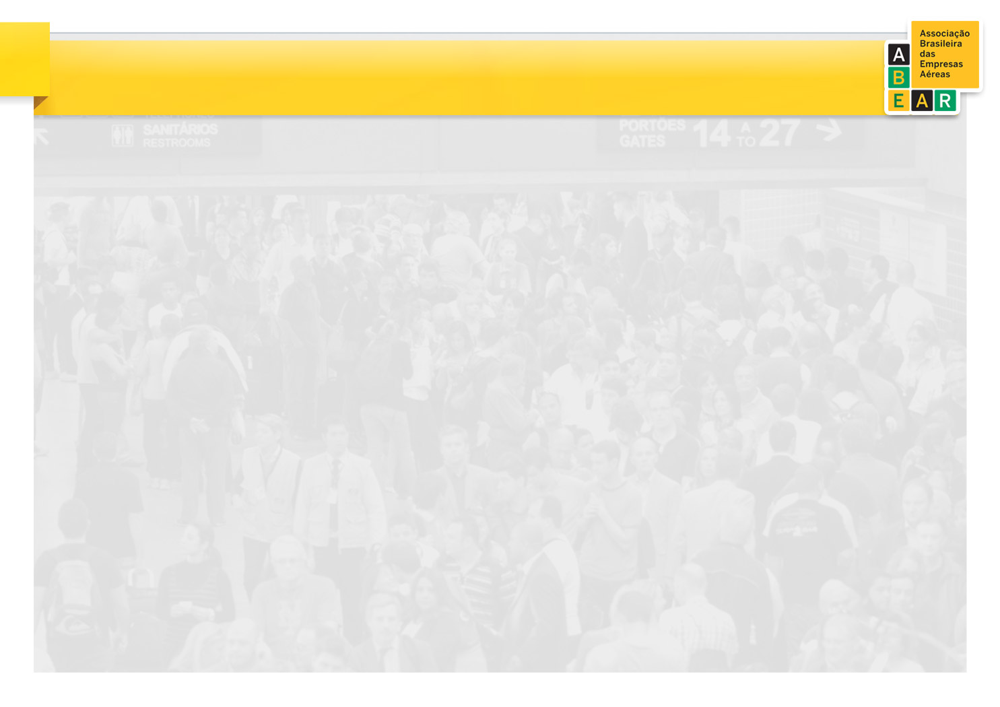 Associação
Brasileira
das
Empresas
Aéreas
A
B
E A R
SANITÁRIOS
RESTROOMS
PORTÕES
GATES
14 A TO 27